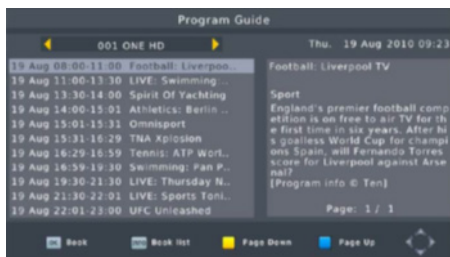 Program Guide
001 ONE HD
Thu. 19 Aug 2010 09:23
19 Aug 08:00-11:00 Football: Liverpoo..
19 Aug 11:00-13:30 LIVE: Swimming:..
19 Aug 13:30-14:00 Spirit Of Yachting
19 Aug 14:00-15:01 Athletics: Berlin ..
19 Aug 15:01-15:31 Omnisport
19 Aug 15:31-16:29 TNA Xplosion
19 Aug 16:29-16:59 Tennis: ATP Worl..
19 Aug 16:59-19:30 Swimming: Pan P..
19 Aug 19:30-21:30 LIVE: Thursday N..
19 Aug 21:30-22:01 LIVE: Sports Toni..
19 Aug 22:01-23:00 UFC Unleashed
Football: Liverpool TV
Sport
England's premier football comp
etition is on free to air TV for th
e first time in six years. After hi
s goalless World Cup for champi
ons Spain, will Fernando Torres
score for Liverpool against Arse
nal?
[Program info © Ten]
Page: 1/ 1
OK Book
INFO Book list
Page Down
Page Up